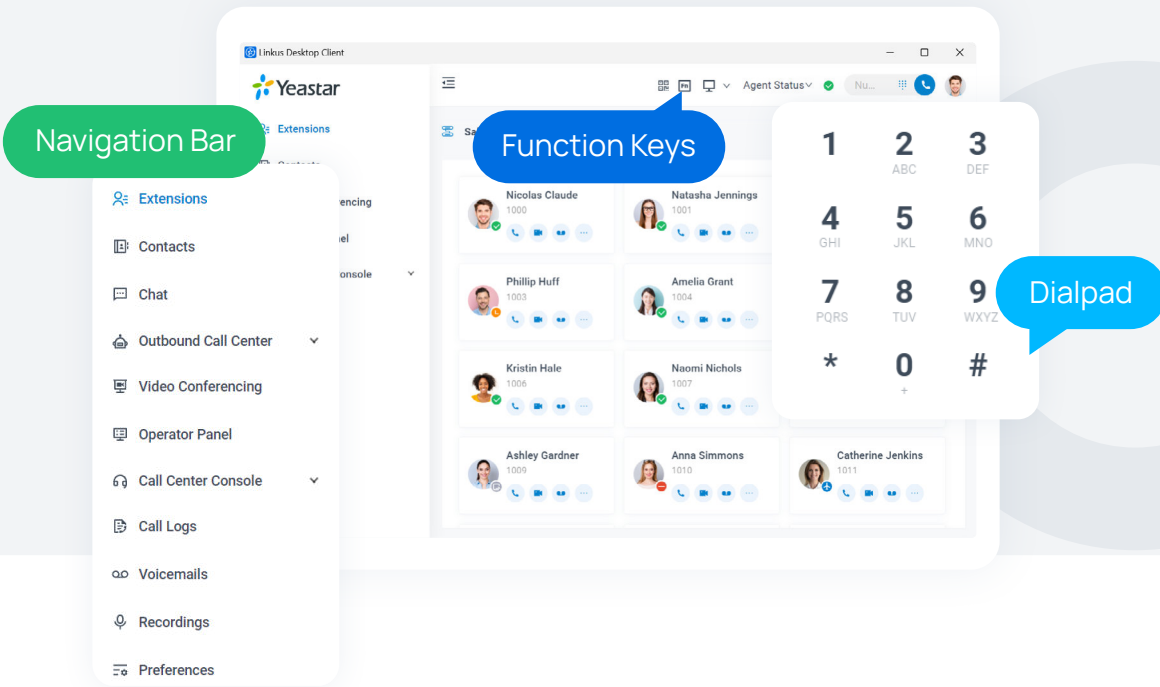 Linkus Desktop Client
Yeastar
Agent Status
Nu...
Navigation Bar
Extensions
Function Keys
Extensions
Contacts
Chat
Outbound Call Center
Video Conferencing
Operator Panel
Call Center Console
Call Logs
Voicemails
Recordings
Preferences
Nicolas Claude
1000
Natasha Jennings
1001
Phillip Huff
1003
Amelia Grant
1004
Kristin Hale
1006
Naomi Nichols
1007
Ashley Gardner
1009
Anna Simmons
1010
Catherine Jenkins
1011
1 2 3
ABC DEF
4 5 6
GHI JKL MNO
7 8 9
PQRS TUV WXYZ
* 0 #
+
Dialpad